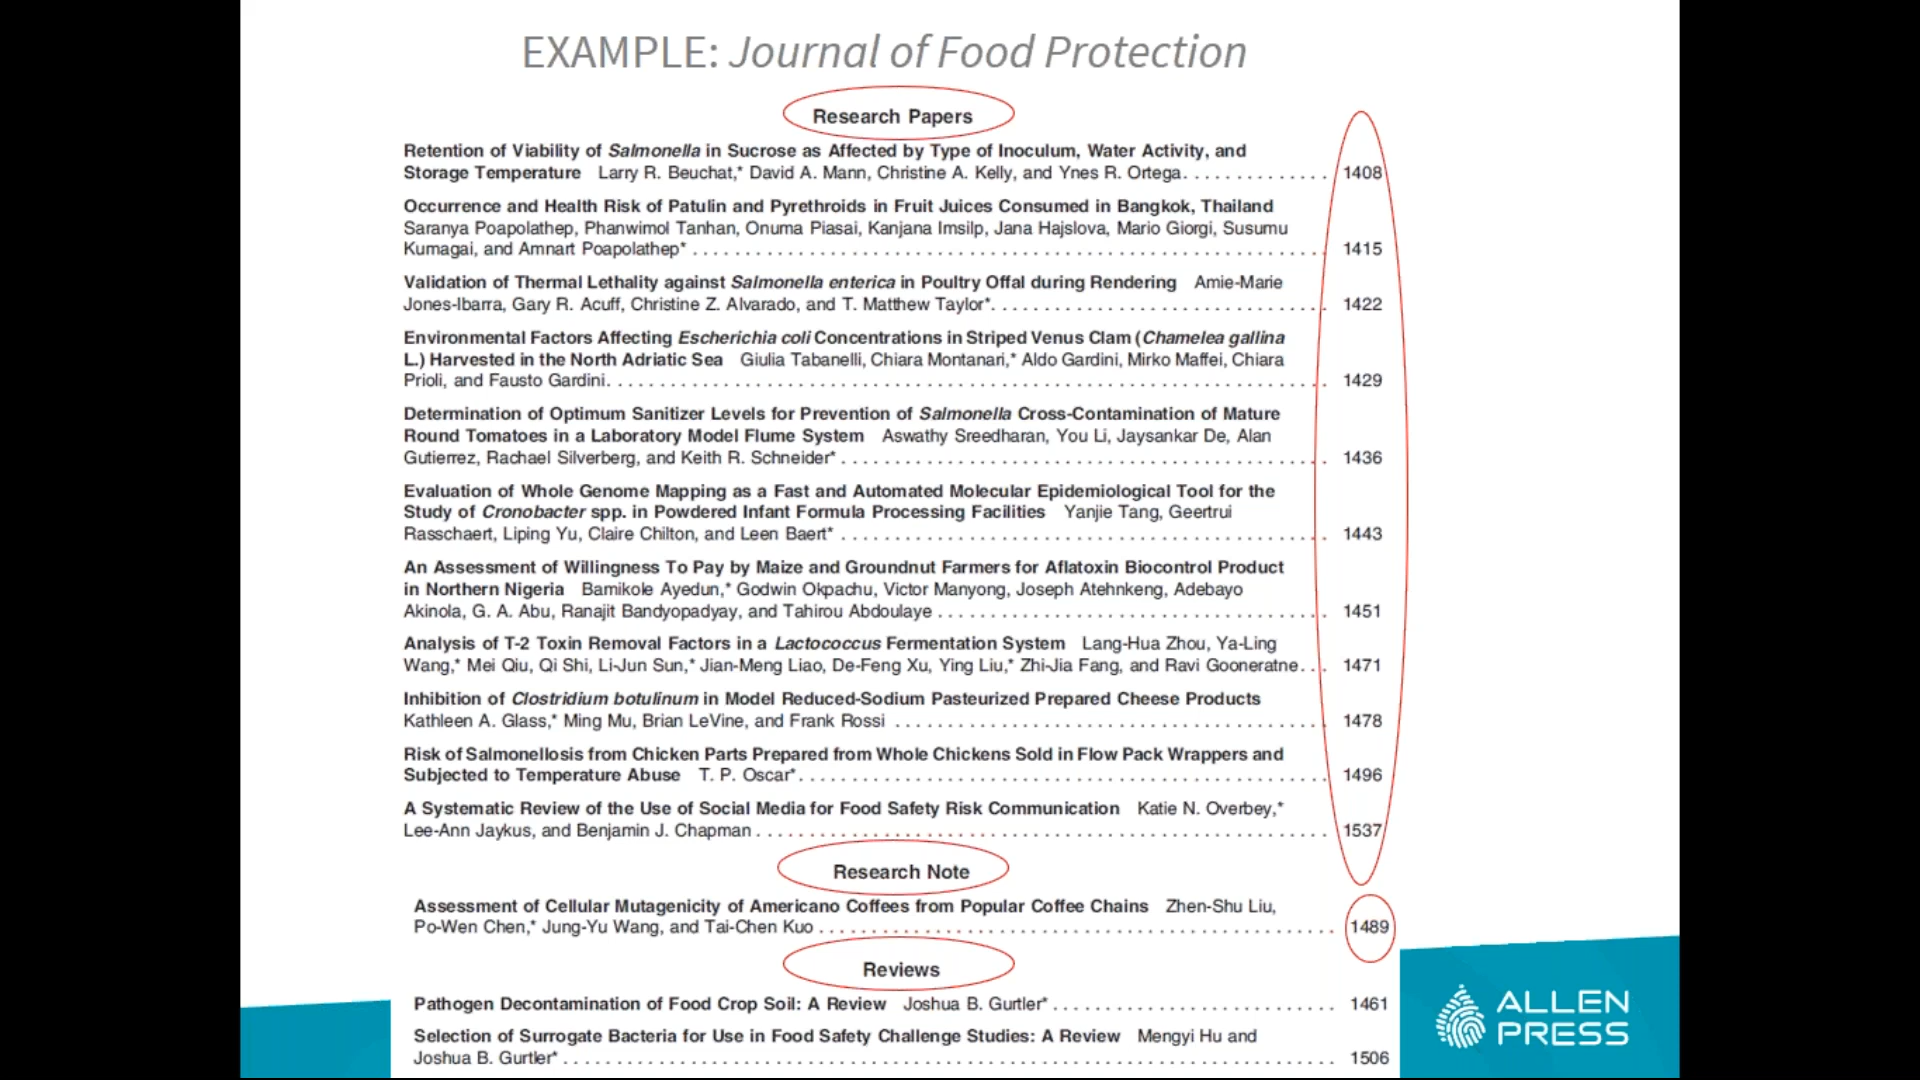 EXAMPLE: Journal of Food Protection
Research Papers
Retention of Viability of Salmonella in Sucrose as Affected by Type of Inoculum, Water Activity, and
Storage Temperature Larry R. Beuchat,* David A. Mann, Christine A. Kelly, and Ynes R. Ortega. . . . . . . . . . . . . . 1408
Occurrence and Health Risk of Patulin and Pyrethroids in Fruit Juices Consumed in Bangkok, Thailand
Saranya Poapolathep, Phanwimol Tanhan, Onuma Piasai, Kanjana Imsilp, Jana Hajslova, Mario Giorgi, Susumu
Kumagai, and Amnart Poapolathep* . . . . . . . . . . . . . . . . . . . . 1415
Validation of Thermal Lethality against Salmonella enterica in Poultry Offal during Rendering Amie-Marie
Jones-Ibarra, Gary R. Acuff, Christine Z. Alvarado, and T. Matthew Taylor*. . . . . . . . . . . . . . . . . . . . 1422
Environmental Factors Affecting Escherichia coli Concentrations in Striped Venus Clam (Chamelea gallina
L.) Harvested in the North Adriatic Sea Giulia Tabanelli, Chiara Montanari,* Aldo Gardini, Mirko Maffei, Chiara
Prioli, and Fausto Gardini. . . . . . . . . . . . . . . . . . . . 1429
Determination of Optimum Sanitizer Levels for Prevention of Salmonella Cross-Contamination of Mature
Round Tomatoes in a Laboratory Model Flume System Aswathy Sreedharan, You Li, Jaysankar De, Alan
Gutierrez, Rachael Silverberg, and Keith R. Schneider* . . . . . . . . . . . . . . . . . . . . 1436
Evaluation of Whole Genome Mapping as a Fast and Automated Molecular Epidemiological Tool for the
Study of Cronobacter spp. in Powdered Infant Formula Processing Facilities Yanjie Tang, Geertrui
Rasschaert, Liping Yu, Claire Chilton, and Leen Baert* . . . . . . . . . . . . . . . . . . . . 1443
An Assessment of Willingness To Pay by Maize and Groundnut Farmers for Aflatoxin Biocontrol Product
in Northern Nigeria Bamikole Ayedun,* Godwin Okpachu, Victor Manyong, Joseph Atehnkeng, Adebayo
Akinola, G. A. Abu, Ranajit Bandyopadyay, and Tahirou Abdoulaye . . . . . . . . . . . . . . . . . . . . 1451
Analysis of T-2 Toxin Removal Factors in a Lactococcus Fermentation System Lang-Hua Zhou, Ya-Ling
Wang,* Mei Qiu, Qi Shi, Li-Jun Sun,* Jian-Meng Liao, De-Feng Xu, Ying Liu,* Zhi-Jia Fang, and Ravi Gooneratne. . . 1471
Inhibition of Clostridium botulinum in Model Reduced-Sodium Pasteurized Prepared Cheese Products
Kathleen A. Glass,* Ming Mu, Brian LeVine, and Frank Rossi . . . . . . . . . . . . . . . . . . . . 1478
Risk of Salmonellosis from Chicken Parts Prepared from Whole Chickens Sold in Flow Pack Wrappers and
Subjected to Temperature Abuse T. P. Oscar*. . . . . . . . . . . . . . . . . . . . 1496
A Systematic Review of the Use of Social Media for Food Safety Risk Communication Katie N. Overbey,*
Lee-Ann Jaykus, and Benjamin J. Chapman . . . . . . . . . . . . . . . . . . . . 1537
Research Note
Assessment of Cellular Mutagenicity of Americano Coffees from Popular Coffee Chains Zhen-Shu Liu,
Po-Wen Chen,* Jung-Yu Wang, and Tai-Chen Kuo . . . . . . . . . . . . . . . . . . . . 1489
Reviews
Pathogen Decontamination of Food Crop Soil: A Review Joshua B. Gurtler* . . . . . . . . . . . . . . . . . . . . 1461
Selection of Surrogate Bacteria for Use in Food Safety Challenge Studies: A Review Mengyi Hu and
Joshua B. Gurtler* . . . . . . . . . . . . . . . . . . . . 1506
ALLEN
PRESS